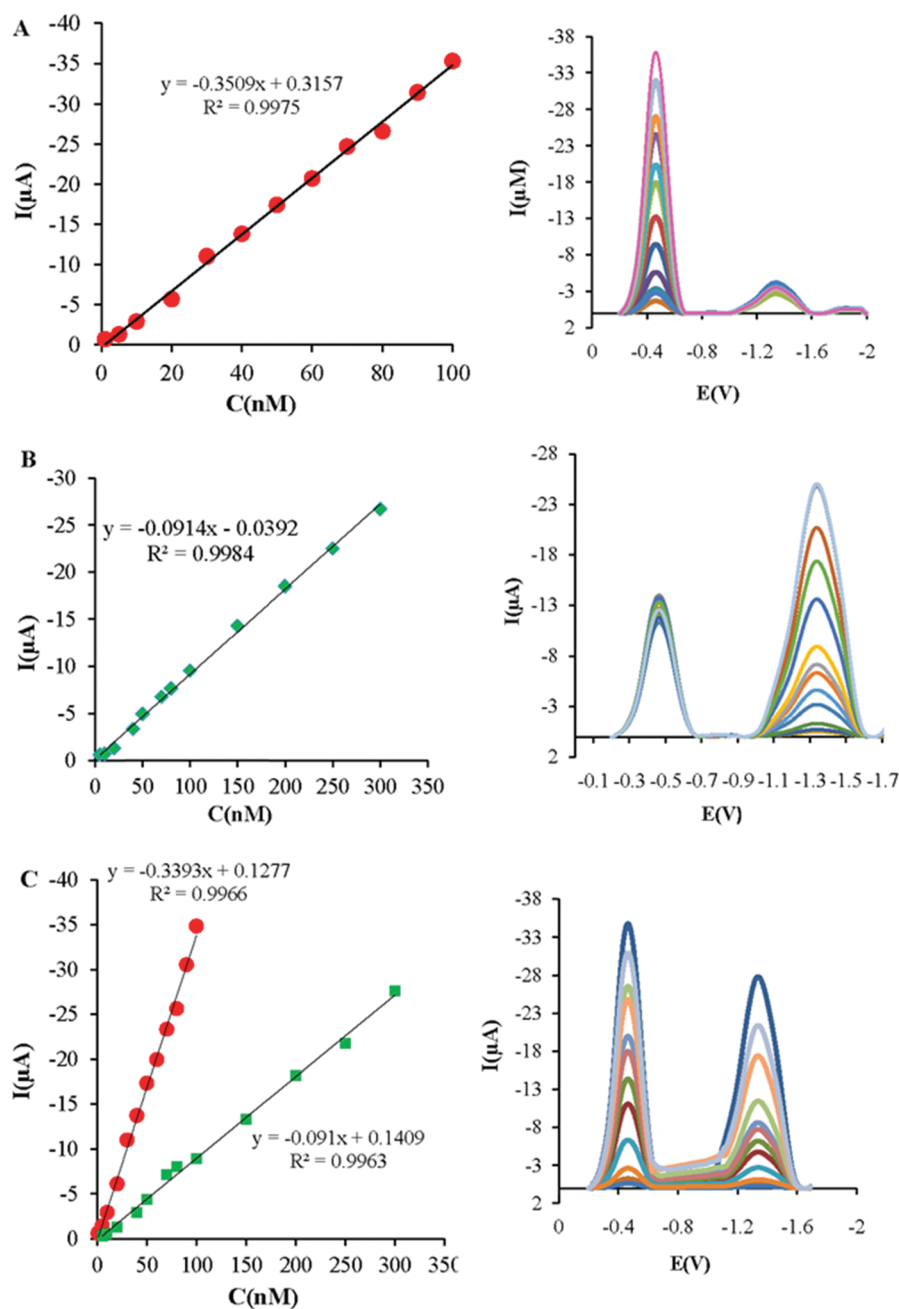 A
y = -0.3509x + 0.3157
R² = 0.9975
I(µA)
-40
-35
-30
-25
-20
-15
-10
-5
0
0 20 40 60 80 100
C(nM)
I(µM)
-38
-33
-28
-23
-18
-13
-8
-3
2
0 -0.4 -0.8 -1.2 -1.6 -2
E(V)
B
y = -0.0914x - 0.0392
R² = 0.9984
I(µA)
-30
-25
-20
-15
-10
-5
0
0 50 100 150 200 250 300 350
C(nM)
I(µA)
-28
-23
-18
-13
-8
-3
2
-0.1 -0.3 -0.5 -0.7 -0.9 -1.1 -1.3 -1.5 -1.7
E(V)
C
y = -0.3393x + 0.1277
R² = 0.9966
y = -0.091x + 0.1409
R² = 0.9963
I(µA)
-40
-35
-30
-25
-20
-15
-10
-5
0
0 50 100 150 200 250 300 350
C(nM)
I(µA)
-38
-33
-28
-23
-18
-13
-8
-3
2
0 -0.4 -0.8 -1.2 -1.6 -2
E(V)